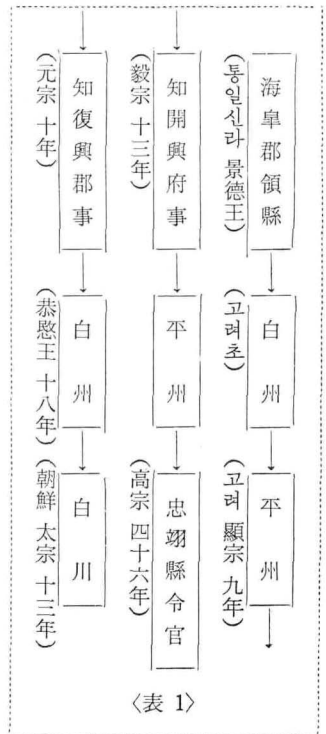 海皐郡領縣
(통일신라 景德王)
白州
(고려초)
平州
(고려 顯宗 九年)
知開興府事
(毅宗 十三年)
平州
忠翊縣令官
(高宗 四十六年)
知復興郡事
(元宗 十年)
白州
(恭愍王 十八年)
白川
(朝鮮 太宗 十三年)
〈表 1〉